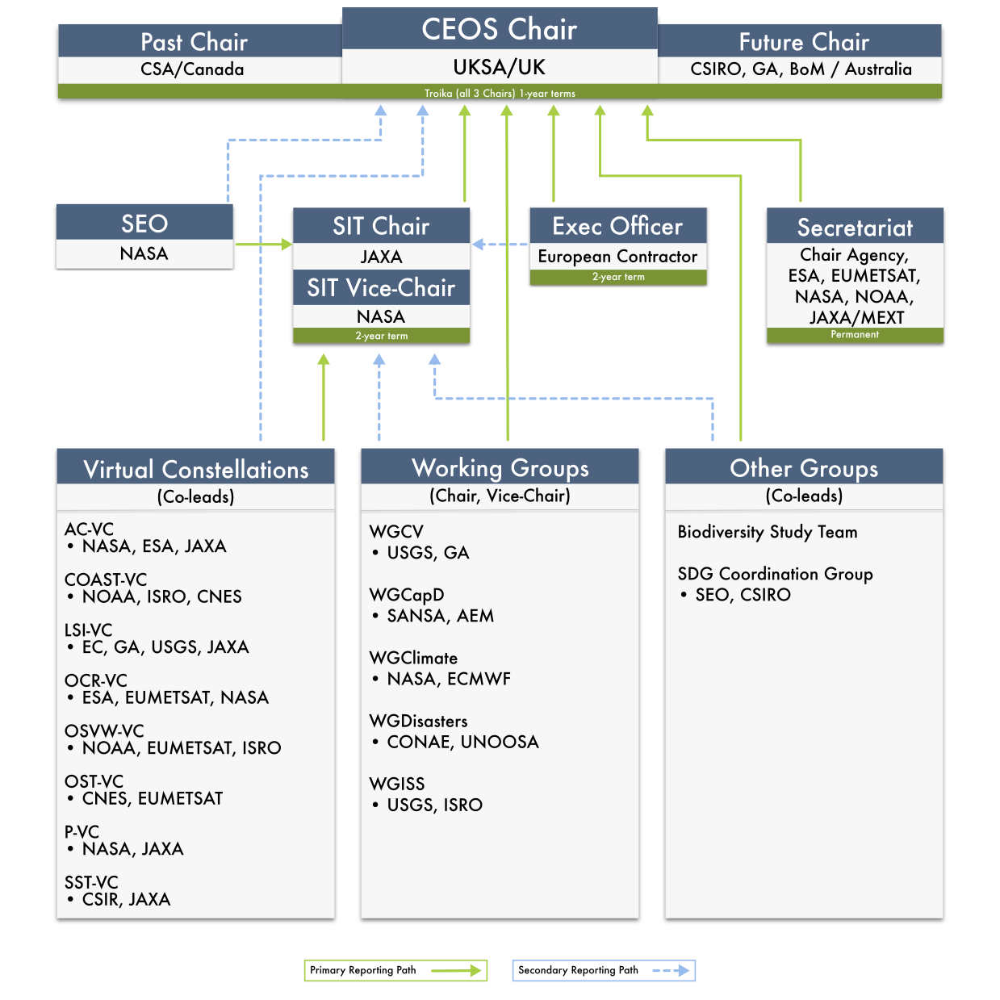 CEOS Chair
Past Chair
Future Chair
CSA/Canada
UKSA/UK
CSIRO, GA, BoM / Australia
Troika (all 3 Chairs) 1-year terms
SEO
NASA
SIT Chair
JAXA
SIT Vice-Chair
NASA
2-year term
Exec Officer
European Contractor
2-year term
Secretariat
Chair Agency,
ESA, EUMETSAT,
NASA, NOAA,
JAXA/MEXT
Permanent
Virtual Constellations
(Co-leads)
AC-VC
• NASA, ESA, JAXA
COAST-VC
• NOAA, ISRO, CNES
LSI-VC
• EC, GA, USGS, JAXA
OCR-VC
• ESA, EUMETSAT, NASA
OSVW-VC
• NOAA, EUMETSAT, ISRO
OST-VC
• CNES, EUMETSAT
P-VC
• NASA, JAXA
SST-VC
• CSIR, JAXA
Working Groups
(Chair, Vice-Chair)
WGCV
• USGS, GA
WGCapD
• SANSA, AEM
WGClimate
• NASA, ECMWF
WGDisasters
• CONAE, UNOOSA
WGISS
• USGS, ISRO
Other Groups
(Co-leads)
Biodiversity Study Team
SDG Coordination Group
• SEO, CSIRO
Primary Reporting Path
Secondary Reporting Path